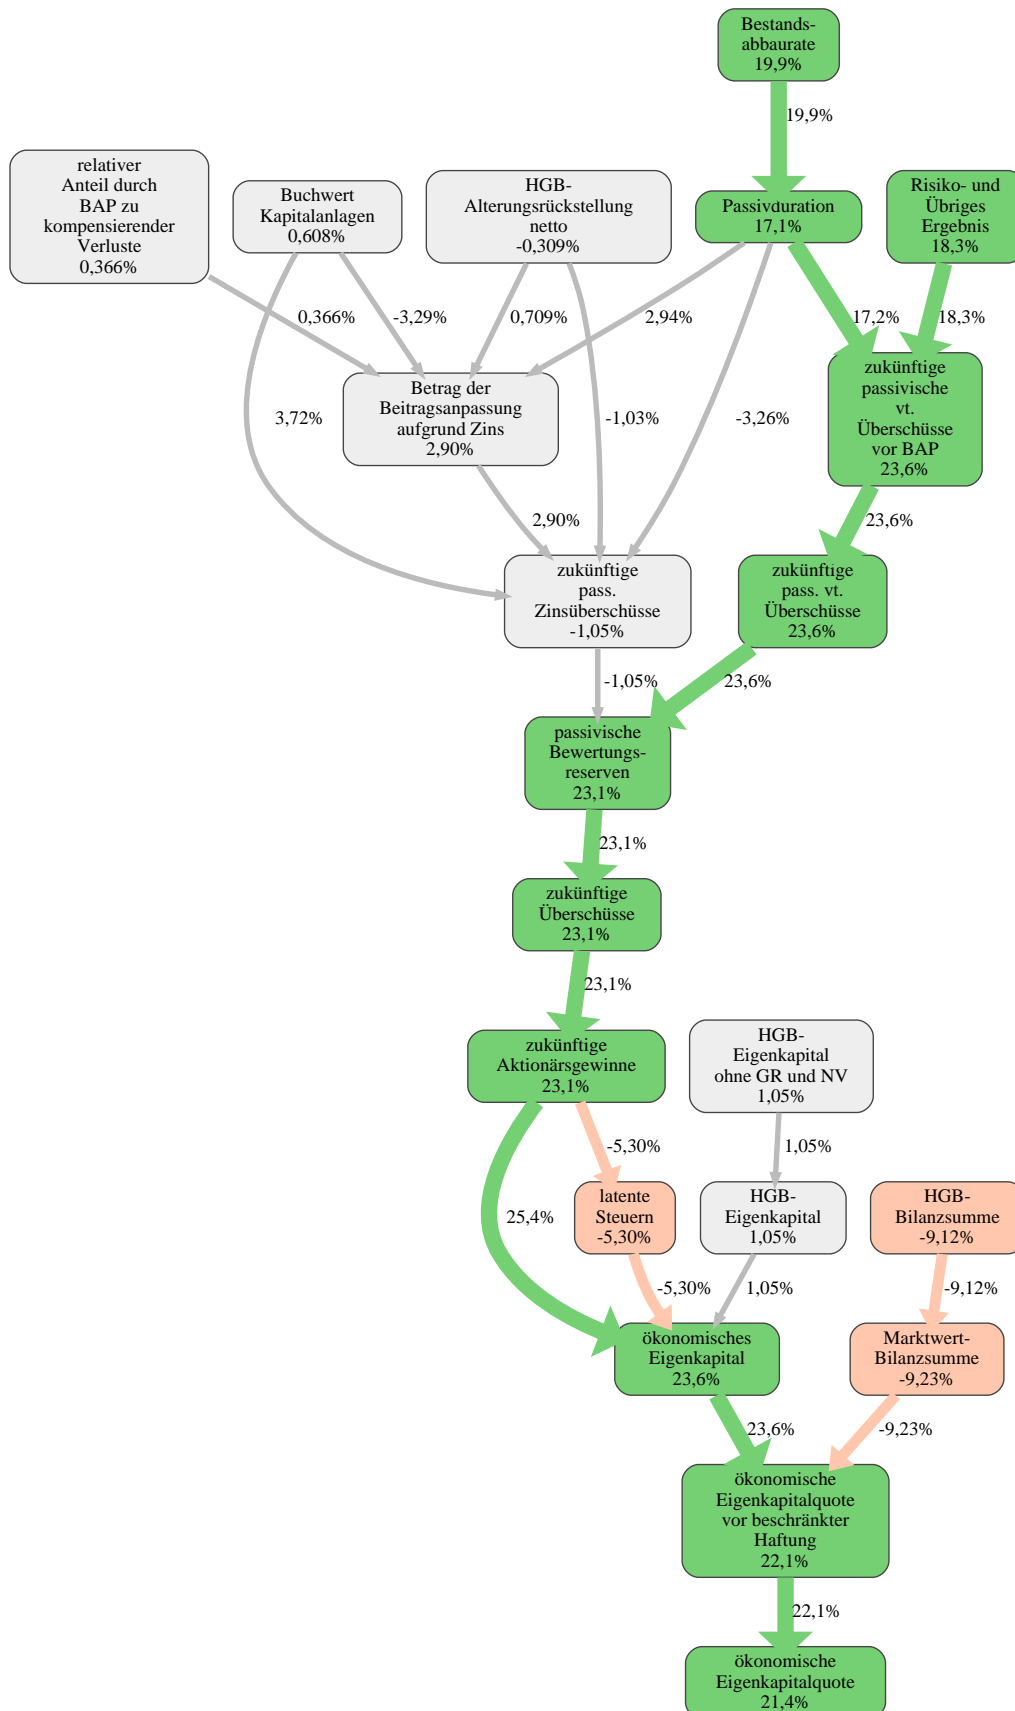 Bestands-
abbaurate
19,9%
19,9%
relativer
Anteil durch
BAP zu
kompensierender
Verluste
0,366%
Buchwert
Kapitalanlagen
0,608%
HGB-
Alterungsrückstellung
netto
-0,309%
Passivduration
17,1%
Risiko- und
Übriges
Ergebnis
18,3%
0,366%
-3,29%
0,709%
2,94%
17,2%
18,3%
Betrag der
Beitragsanpassung
aufgrund Zins
2,90%
3,72%
-1,03%
-3,26%
zukünftige
passivische
vt.
Überschüsse
vor BAP
23,6%
2,90%
23,6%
zukünftige
pass.
Zinsüberschüsse
-1,05%
zukünftige
pass. vt.
Überschüsse
23,6%
-1,05%
23,6%
passivische
Bewertungs-
reserven
23,1%
23,1%
zukünftige
Überschüsse
23,1%
23,1%
zukünftige
Aktionärsgewinne
23,1%
HGB-
Eigenkapital
ohne GR und NV
1,05%
-5,30%
1,05%
25,4%
latente
Steuern
-5,30%
HGB-
Eigenkapital
1,05%
HGB-
Bilanzsumme
-9,12%
-5,30%
1,05%
-9,12%
ökonomisches
Eigenkapital
23,6%
Marktwert-
Bilanzsumme
-9,23%
23,6%
-9,23%
ökonomische
Eigenkapitalquote
vor beschränkter
Haftung
22,1%
22,1%
ökonomische
Eigenkapitalquote
21,4%